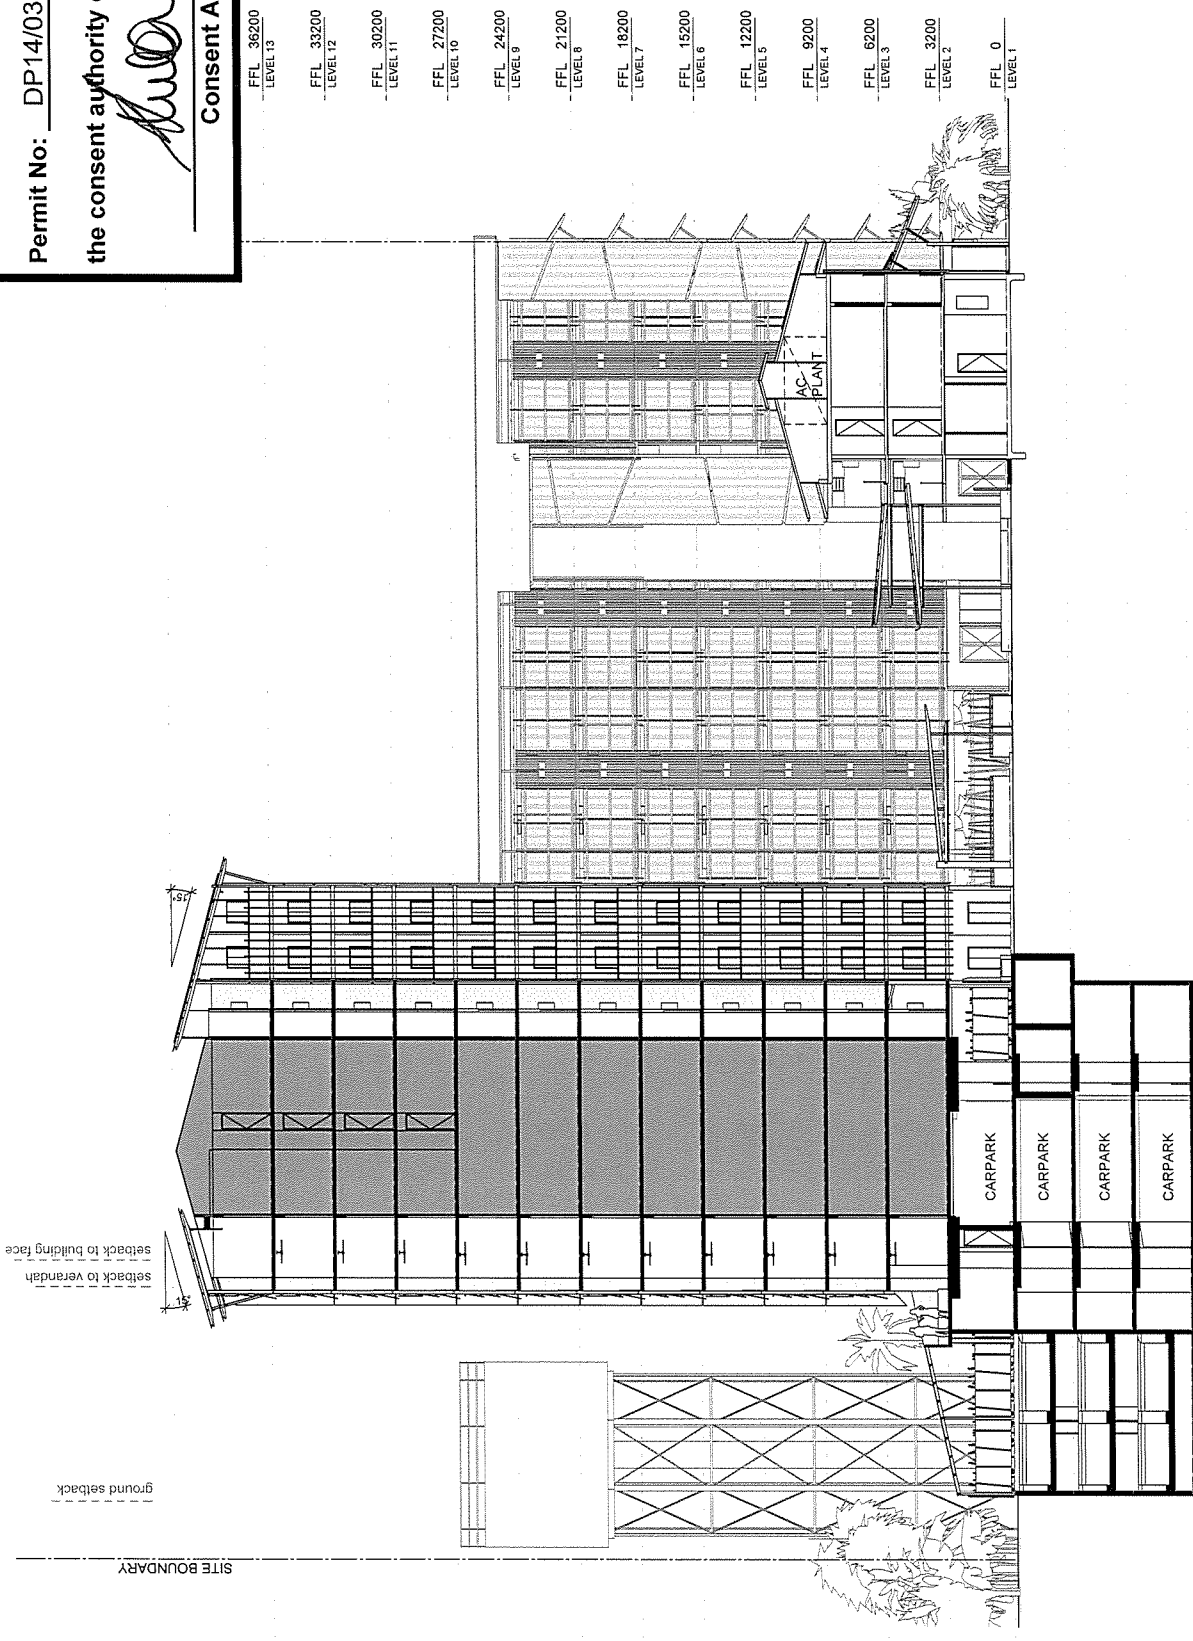 Permit No: DP14/03
the consent authority
Consent A
FFL 36200
LEVEL 13
FFL 33200
LEVEL 12
FFL 30200
LEVEL 11
FFL 27200
LEVEL 10
FFL 24200
LEVEL 9
FFL 21200
LEVEL 8
FFL 18200
LEVEL 7
FFL 15200
LEVEL 6
FFL 12200
LEVEL 5
FFL 9200
LEVEL 4
FFL 6200
LEVEL 3
FFL 3200
LEVEL 2
FFL 0
LEVEL 1
AC
PLANT
15°
15°
setback to building face
setback to verandah
ground setback
SITE BOUNDARY
CARPARK
CARPARK
CARPARK
CARPARK